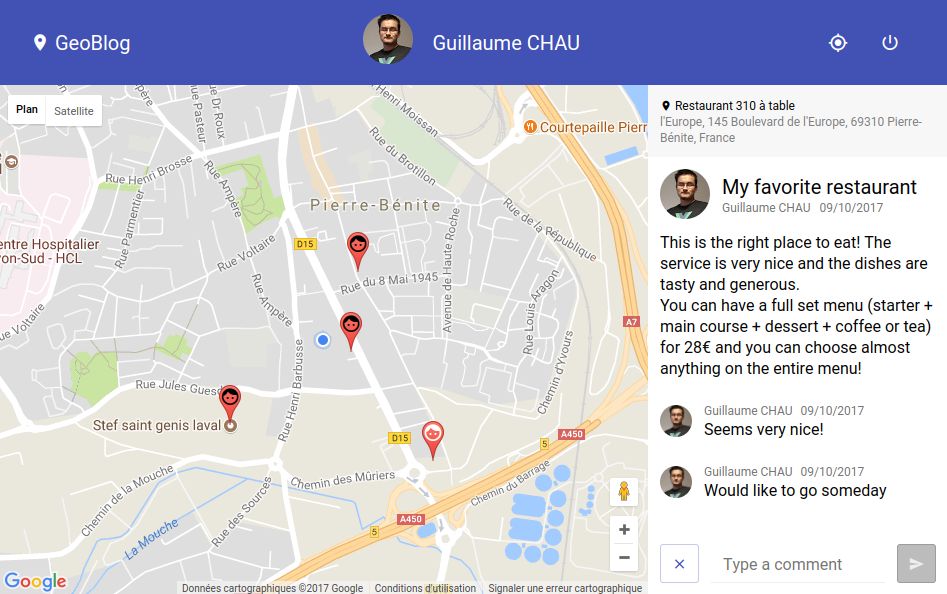 GeoBlog
Guillaume CHAU
Plan
Satellite
Henri Moissan
Rue du Dr Roux
Pasteur
Courtepaille Pierr
Rue Henri Brosse
Rue du Brotillon
Rue Ampère
Pierre-Bénite
Rue Parmentier
Rue de la République
entre Hospitalier
yon-Sud - HCL
Rue Voltaire
D15
Avenue de Haute Roche
Rue du 8 Mai 1945
Rue Louis Aragon
Rue Ampère
ue Voltaire
A7
Rue Henri Barbusse
Chemin d'Yvours
Rue Jules Guesd
Stef saint genis laval
D15
A450
5
Chemin de la Mouche
Chemin des Mûriers
Chemin du Barrage
Rue des Sources
La Mouche
A450
5
Google
Données cartographiques ©2017 Google
Conditions d'utilisation
Signaler une erreur cartographique
Restaurant 310 à table
l'Europe, 145 Boulevard de l'Europe, 69310 Pierre-
Bénite, France
My favorite restaurant
Guillaume CHAU 09/10/2017
This is the right place to eat! The
service is very nice and the dishes are
tasty and generous.
You can have a full set menu (starter +
main course + dessert + coffee or tea)
for 28€ and you can choose almost
anything on the entire menu!
Guillaume CHAU 09/10/2017
Seems very nice!
Guillaume CHAU 09/10/2017
Would like to go someday
Type a comment